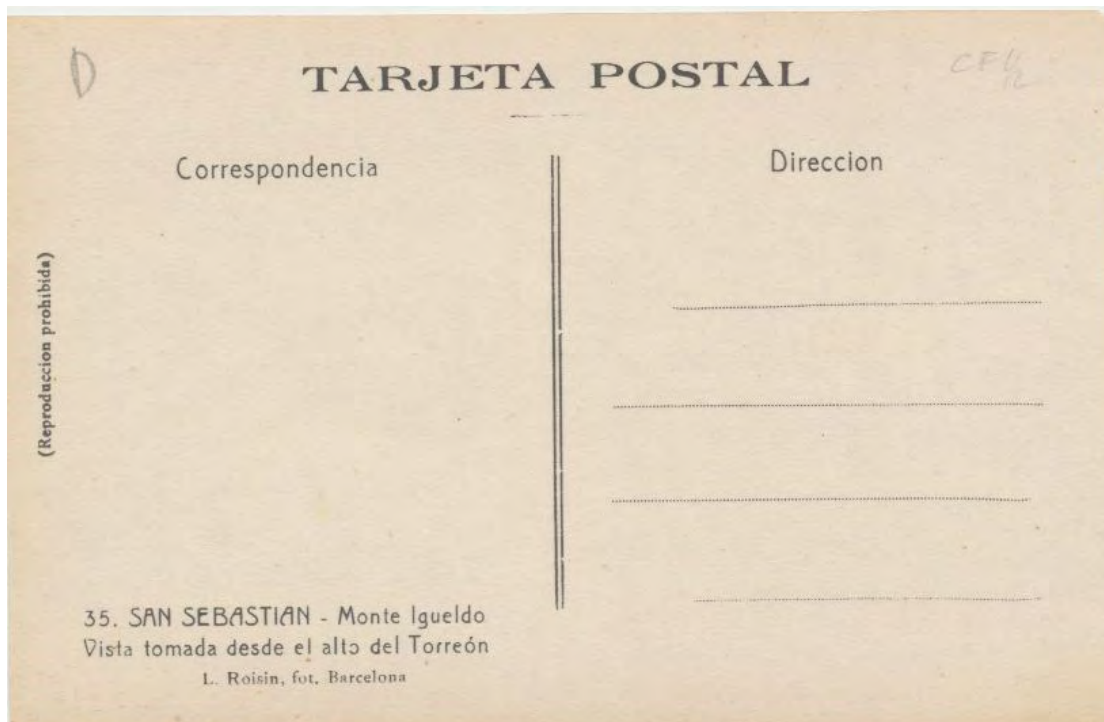 D
TARJETA POSTAL
Correspondencia
Direccion
(Reproduccion prohibida)
35. SAN SEBASTIAN - Monte Igueldo
Vista tomada desde el alto del Torreón
L. Roisin, fot. Barcelona